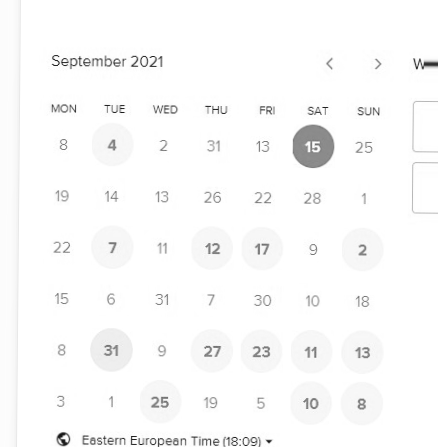 September 2021 < > W
MON TUE WED THU FRI SAT SUN
8 4 2 31 13 15 25
19 14 13 26 22 28 1
22 7 11 12 17 9 2
15 6 31 7 30 10 18
8 31 9 27 23 11 13
3 1 25 19 5 10 8
Eastern European Time (18:09)